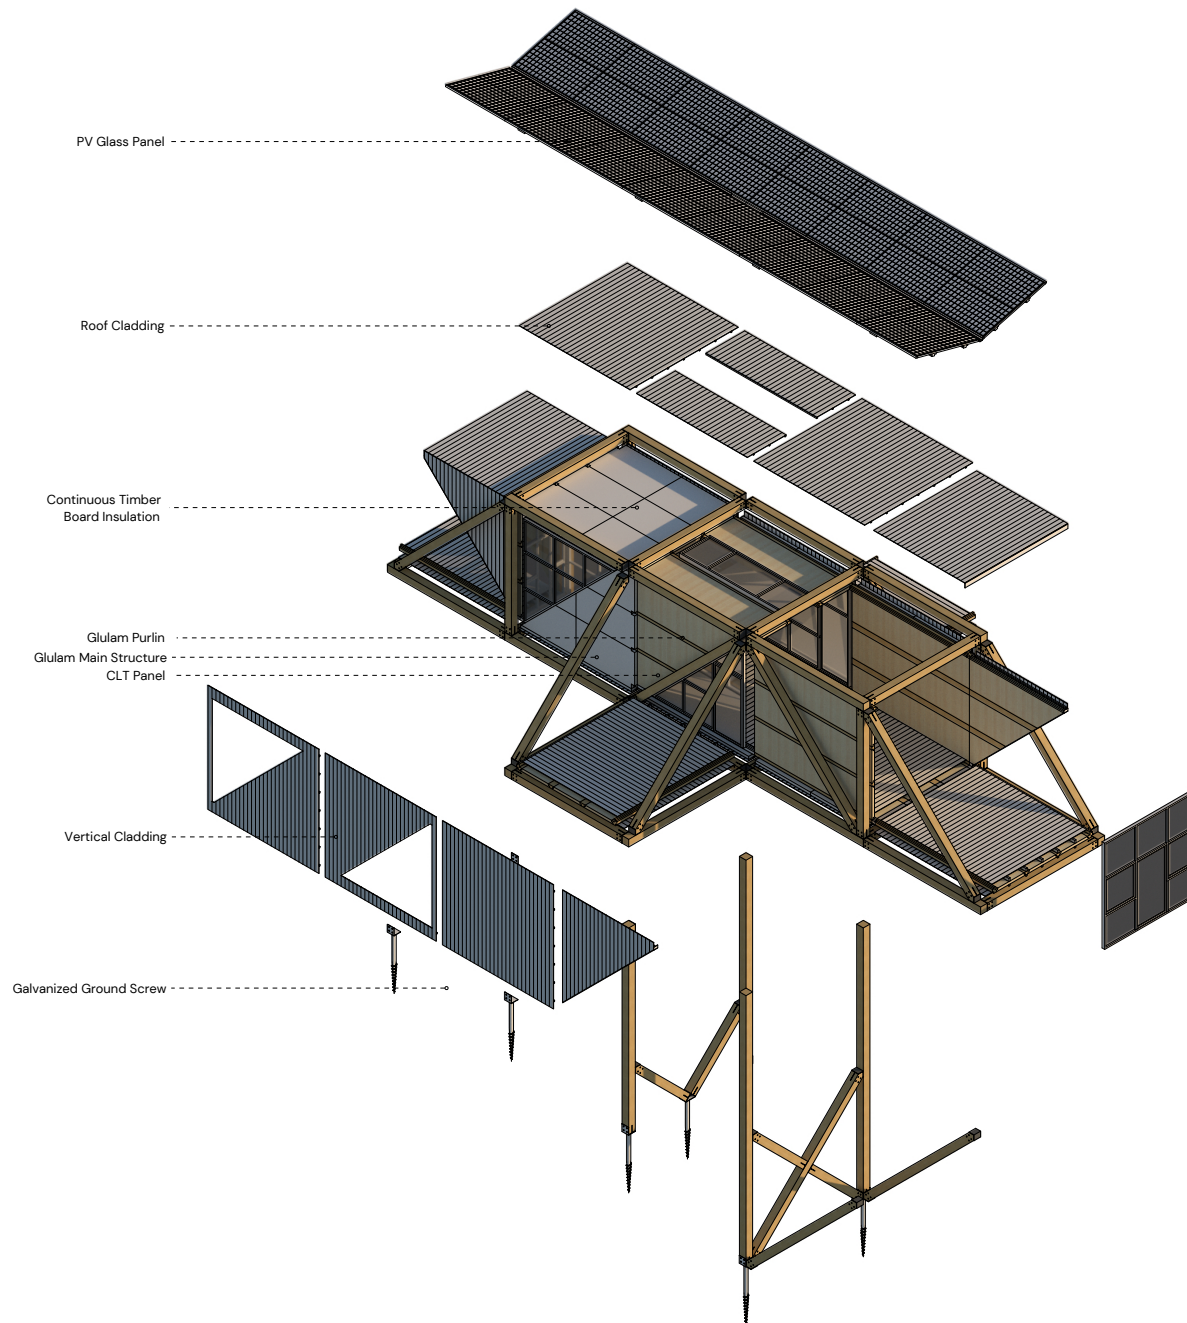 PV Glass Panel
Roof Cladding
Continuous Timber
Board Insulation
Glulam Purlin
Glulam Main Structure
CLT Panel
Vertical Cladding
Galvanized Ground Screw